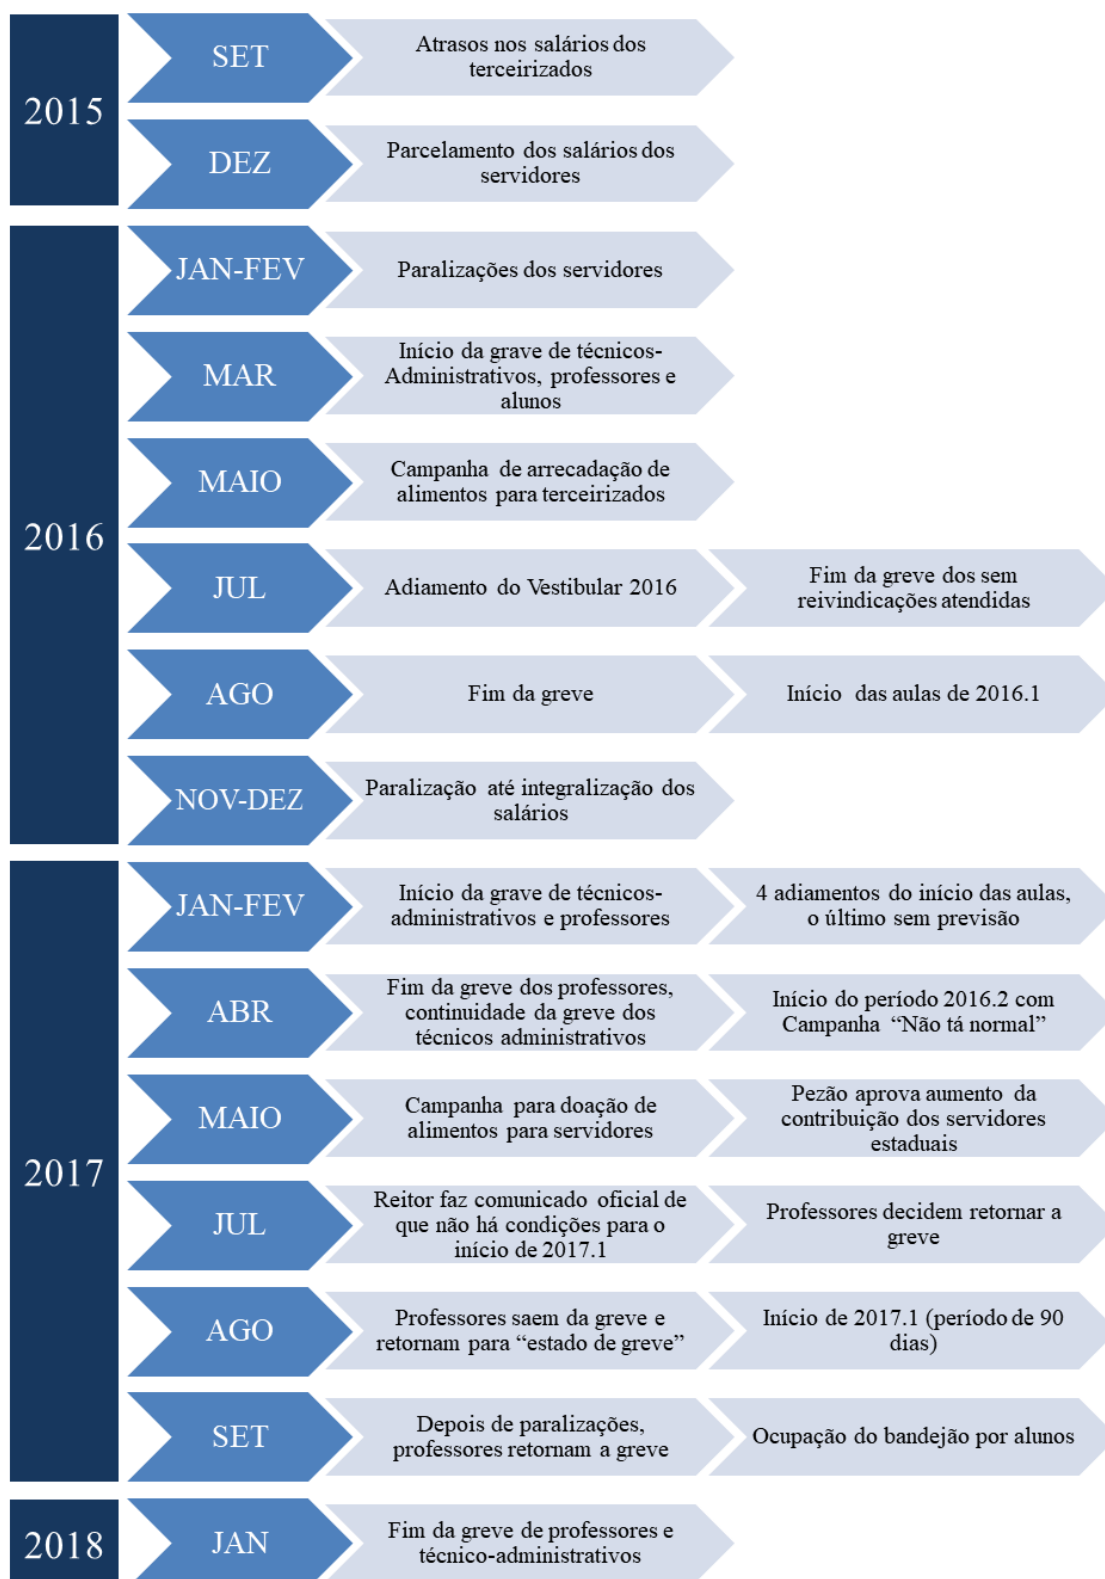 2015
SET
Atrasos nos salários dos
terceirizados
DEZ
Parcelamento dos salários dos
servidores
2016
JAN-FEV
Paralizações dos servidores
MAR
Início da grave de técnicos-
Administrativos, professores e
alunos
MAIO
Campanha de arrecadação de
alimentos para terceirizados
JUL
Adiamento do Vestibular 2016
Fim da greve dos sem
reivindicações atendidas
AGO
Fim da greve
Início das aulas de 2016.1
NOV-DEZ
Paralização até integralização dos
salários
2017
JAN-FEV
Início da grave de técnicos-
administrativos e professores
4 adiamentos do início das aulas,
o último sem previsão
ABR
Fim da greve dos professores,
continuidade da greve dos
técnicos administrativos
Início do período 2016.2 com
Campanha “Não tá normal”
MAIO
Campanha para doação de
alimentos para servidores
Pezão aprova aumento da
contribuição dos servidores
estaduais
JUL
Reitor faz comunicado oficial de
que não há condições para o
início de 2017.1
Professores decidem retornar a
greve
AGO
Professores saem da greve e
retornam para “estado de greve”
Início de 2017.1 (período de 90
dias)
SET
Depois de paralizações,
professores retornam a greve
Ocupação do bandejão por alunos
2018
JAN
Fim da greve de professores e
técnico-administrativos